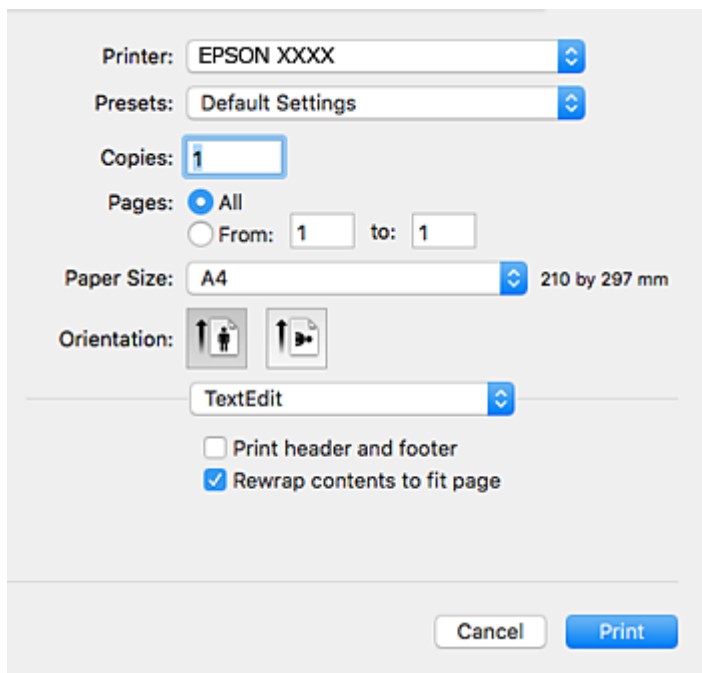 Printer: EPSON XXXX
Presets: Default Settings
Copies: 1
Pages: All
From: 1 to: 1
Paper Size: A4 210 by 297 mm
Orientation:
TextEdit
Print header and footer
Rewrap contents to fit page
Cancel Print